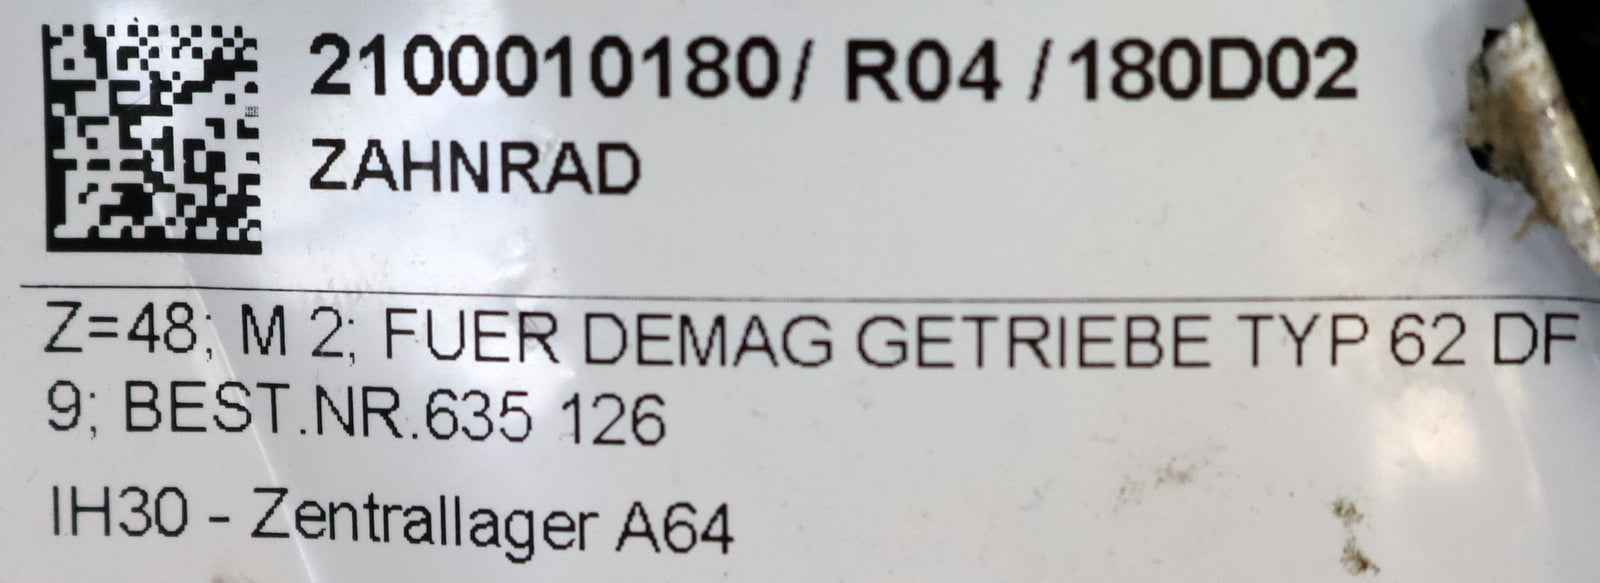 2100010180/ R04 /180D02
ZAHNRAD
Z=48; M 2; FUER DEMAG GETRIEBE TYP 62 DF
9; BEST.NR.635 126
IH30 - Zentrallager A64